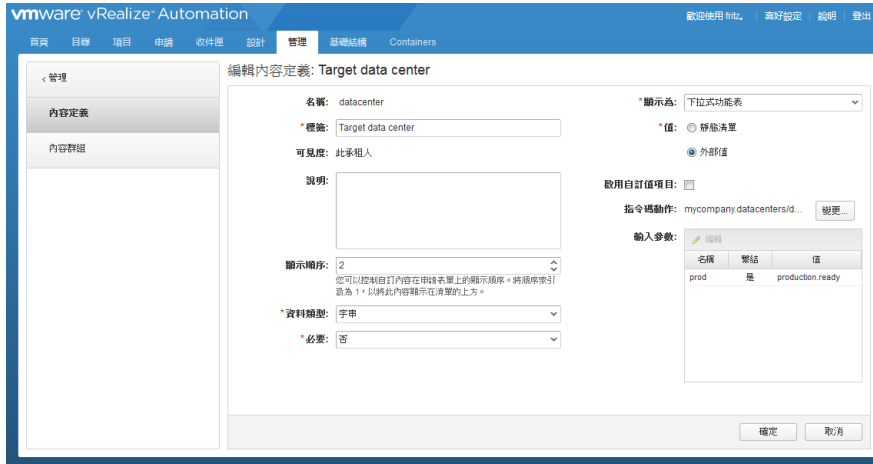 vmware vRealize Automation
歡迎使用 fritz。 喜好設定 說明 登出
首頁 目錄 項目 申請 收件匣 設計 管理 基礎結構 Containers
管理
內容定義
內容群組
編輯內容定義: Target data center
名稱: datacenter
*標籤: Target data center
可見度: 此承租人
說明:
顯示順序: 2
您可以控制自訂內容在申請表單上的顯示順序。將順序索引
設為 1，以將此內容顯示在清單的上方。
*資料類型: 字串
*必要: 否
*顯示為: 下拉式功能表
*值: 靜態清單
外部值
啟用自訂值項目:
指令碼動作: mycompany.datacenters/d... 變更...
輸入參數: 編輯
名稱 繫結 值
prod 是 production.ready
確定 取消